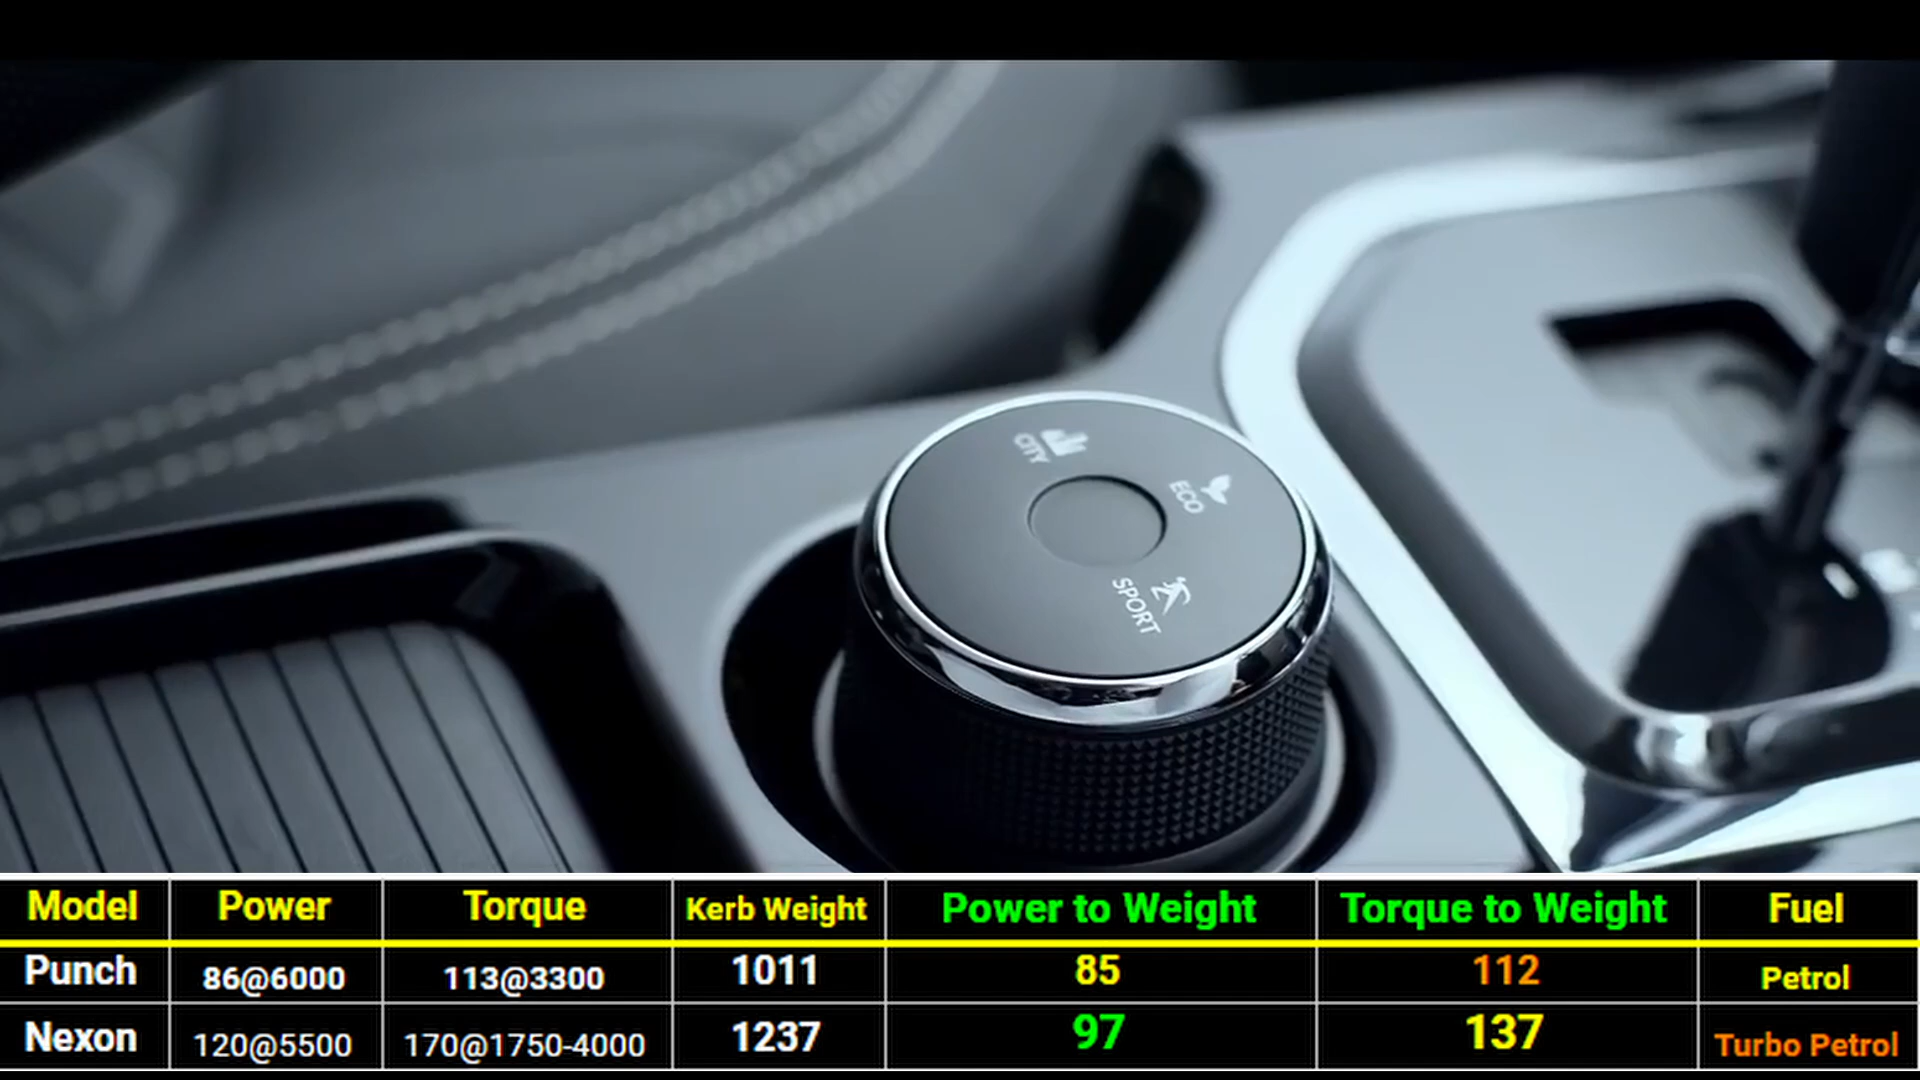 CITY
ECO
SPORT
Model Power Torque Kerb Weight Power to Weight Torque to Weight Fuel
Punch 86@6000 113@3300 1011 85 112 Petrol
Nexon 120@5500 170@1750-4000 1237 97 137 Turbo Petrol